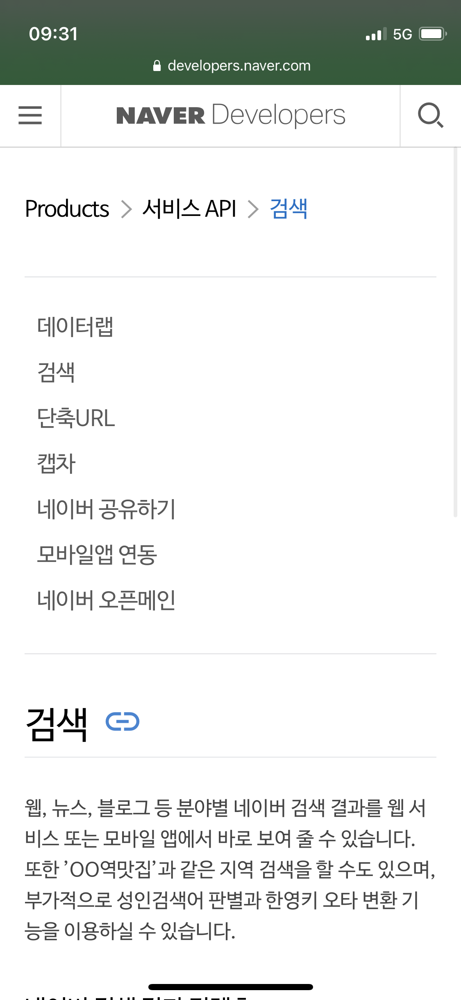 09:31
5G
developers.naver.com
NAVER Developers
Products > 서비스 API > 검색
데이터랩
검색
단축URL
캡차
네이버 공유하기
모바일앱 연동
네이버 오픈메인
검색
웹, 뉴스, 블로그 등 분야별 네이버 검색 결과를 웹 서
비스 또는 모바일 앱에서 바로 보여 줄 수 있습니다.
또한 ’OO역맛집’과 같은 지역 검색을 할 수도 있으며,
부가적으로 성인검색어 판별과 한영키 오타 변환 기
능을 이용하실 수 있습니다.